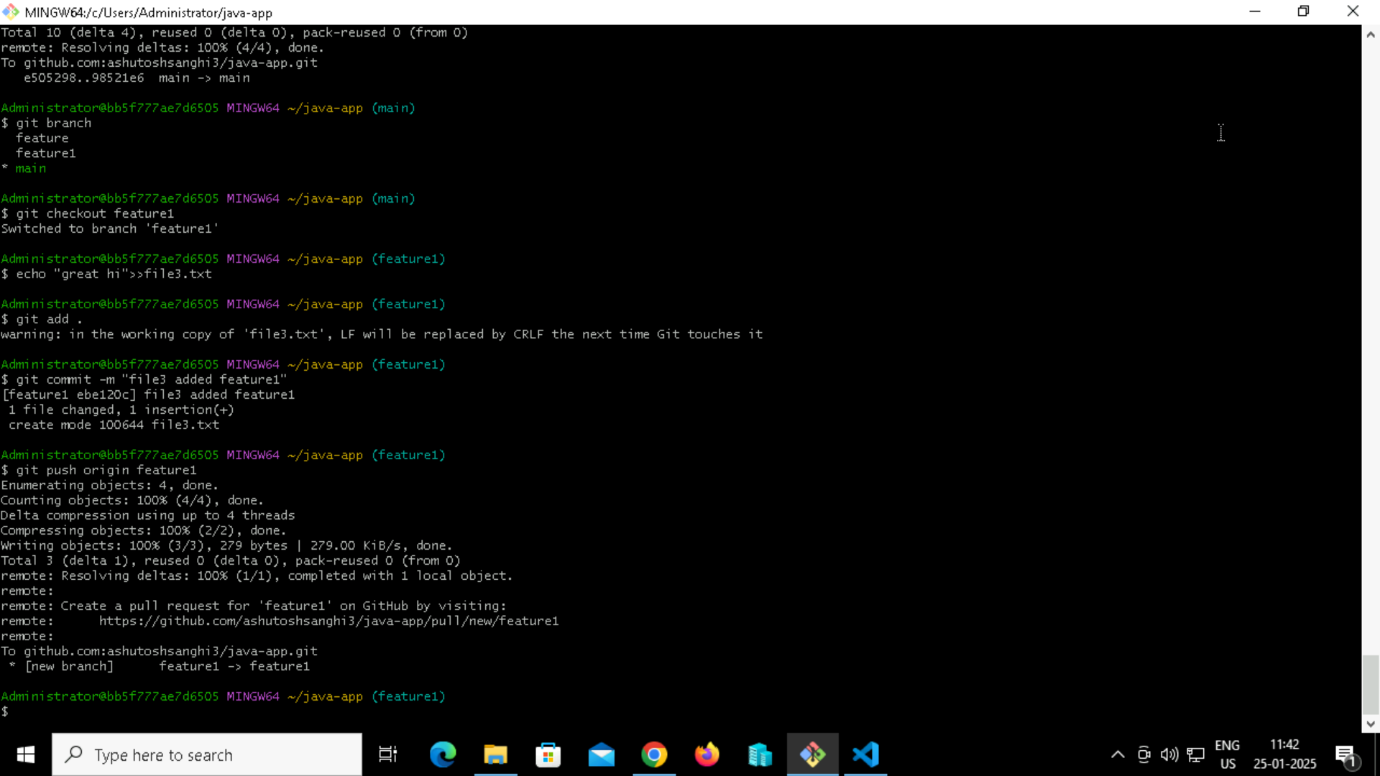 MINGW64:/c/Users/Administrator/java-app
Total 10 (delta 4), reused 0 (delta 0), pack-reused 0 (from 0)
remote: Resolving deltas: 100% (4/4), done.
To github.com:ashutoshsanghi3/java-app.git
   e505298..98521e6  main -> main

Administrator@bb5f777ae7d6505 MINGW64 ~/java-app (main)
$ git branch
  feature
  feature1
* main

Administrator@bb5f777ae7d6505 MINGW64 ~/java-app (main)
$ git checkout feature1
Switched to branch 'feature1'

Administrator@bb5f777ae7d6505 MINGW64 ~/java-app (feature1)
$ echo "great hi">>file3.txt

Administrator@bb5f777ae7d6505 MINGW64 ~/java-app (feature1)
$ git add .
warning: in the working copy of 'file3.txt', LF will be replaced by CRLF the next time Git touches it

Administrator@bb5f777ae7d6505 MINGW64 ~/java-app (feature1)
$ git commit -m "file3 added feature1"
[feature1 ebe120c] file3 added feature1
 1 file changed, 1 insertion(+)
 create mode 100644 file3.txt

Administrator@bb5f777ae7d6505 MINGW64 ~/java-app (feature1)
$ git push origin feature1
Enumerating objects: 4, done.
Counting objects: 100% (4/4), done.
Delta compression using up to 4 threads
Compressing objects: 100% (2/2), done.
Writing objects: 100% (3/3), 279 bytes | 279.00 KiB/s, done.
Total 3 (delta 1), reused 0 (delta 0), pack-reused 0 (from 0)
remote: Resolving deltas: 100% (1/1), completed with 1 local object.
remote:
remote: Create a pull request for 'feature1' on GitHub by visiting:
remote:      https://github.com/ashutoshsanghi3/java-app/pull/new/feature1
remote:
To github.com:ashutoshsanghi3/java-app.git
 * [new branch]      feature1 -> feature1

Administrator@bb5f777ae7d6505 MINGW64 ~/java-app (feature1)
$
Type here to search
ENG
US
11:42
25-01-2025
1